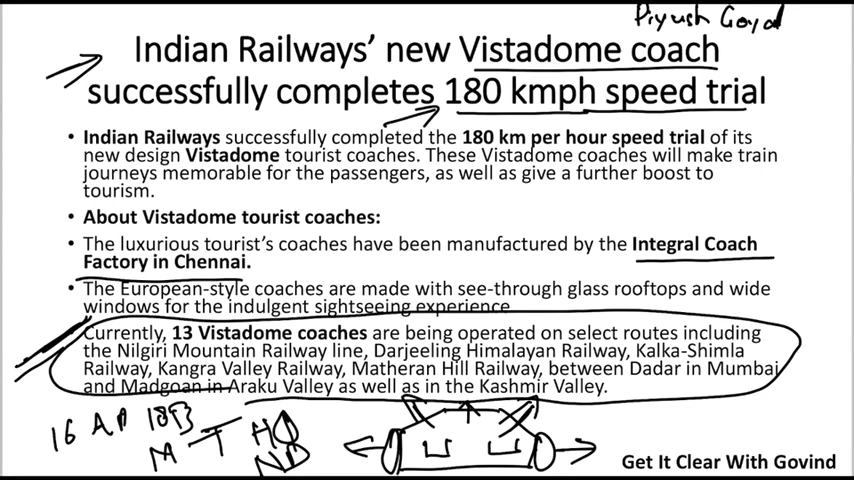 Piyush Goyal
Indian Railways' new Vistadome coach
successfully completes 180 kmph speed trial
• Indian Railways successfully completed the 180 km per hour speed trial of its
new design Vistadome tourist coaches. These Vistadome coaches will make train
journeys memorable for the passengers, as well as give a further boost to
tourism.
• About Vistadome tourist coaches:
• The luxurious tourist's coaches have been manufactured by the Integral Coach
Factory in Chennai.
• The European-style coaches are made with see-through glass rooftops and wide
windows for the indulgent sightseeing experience
Currently, 13 Vistadome coaches are being operated on select routes including
the Nilgiri Mountain Railway line, Darjeeling Himalayan Railway, Kalka-Shimla
Railway, Kangra Valley Railway, Matheran Hill Railway, between Dadar in Mumbai
and Madgoan in Araku Valley as well as in the Kashmir Valley.
16 AP 1853
M T HQ
ND
Get It Clear With Govind